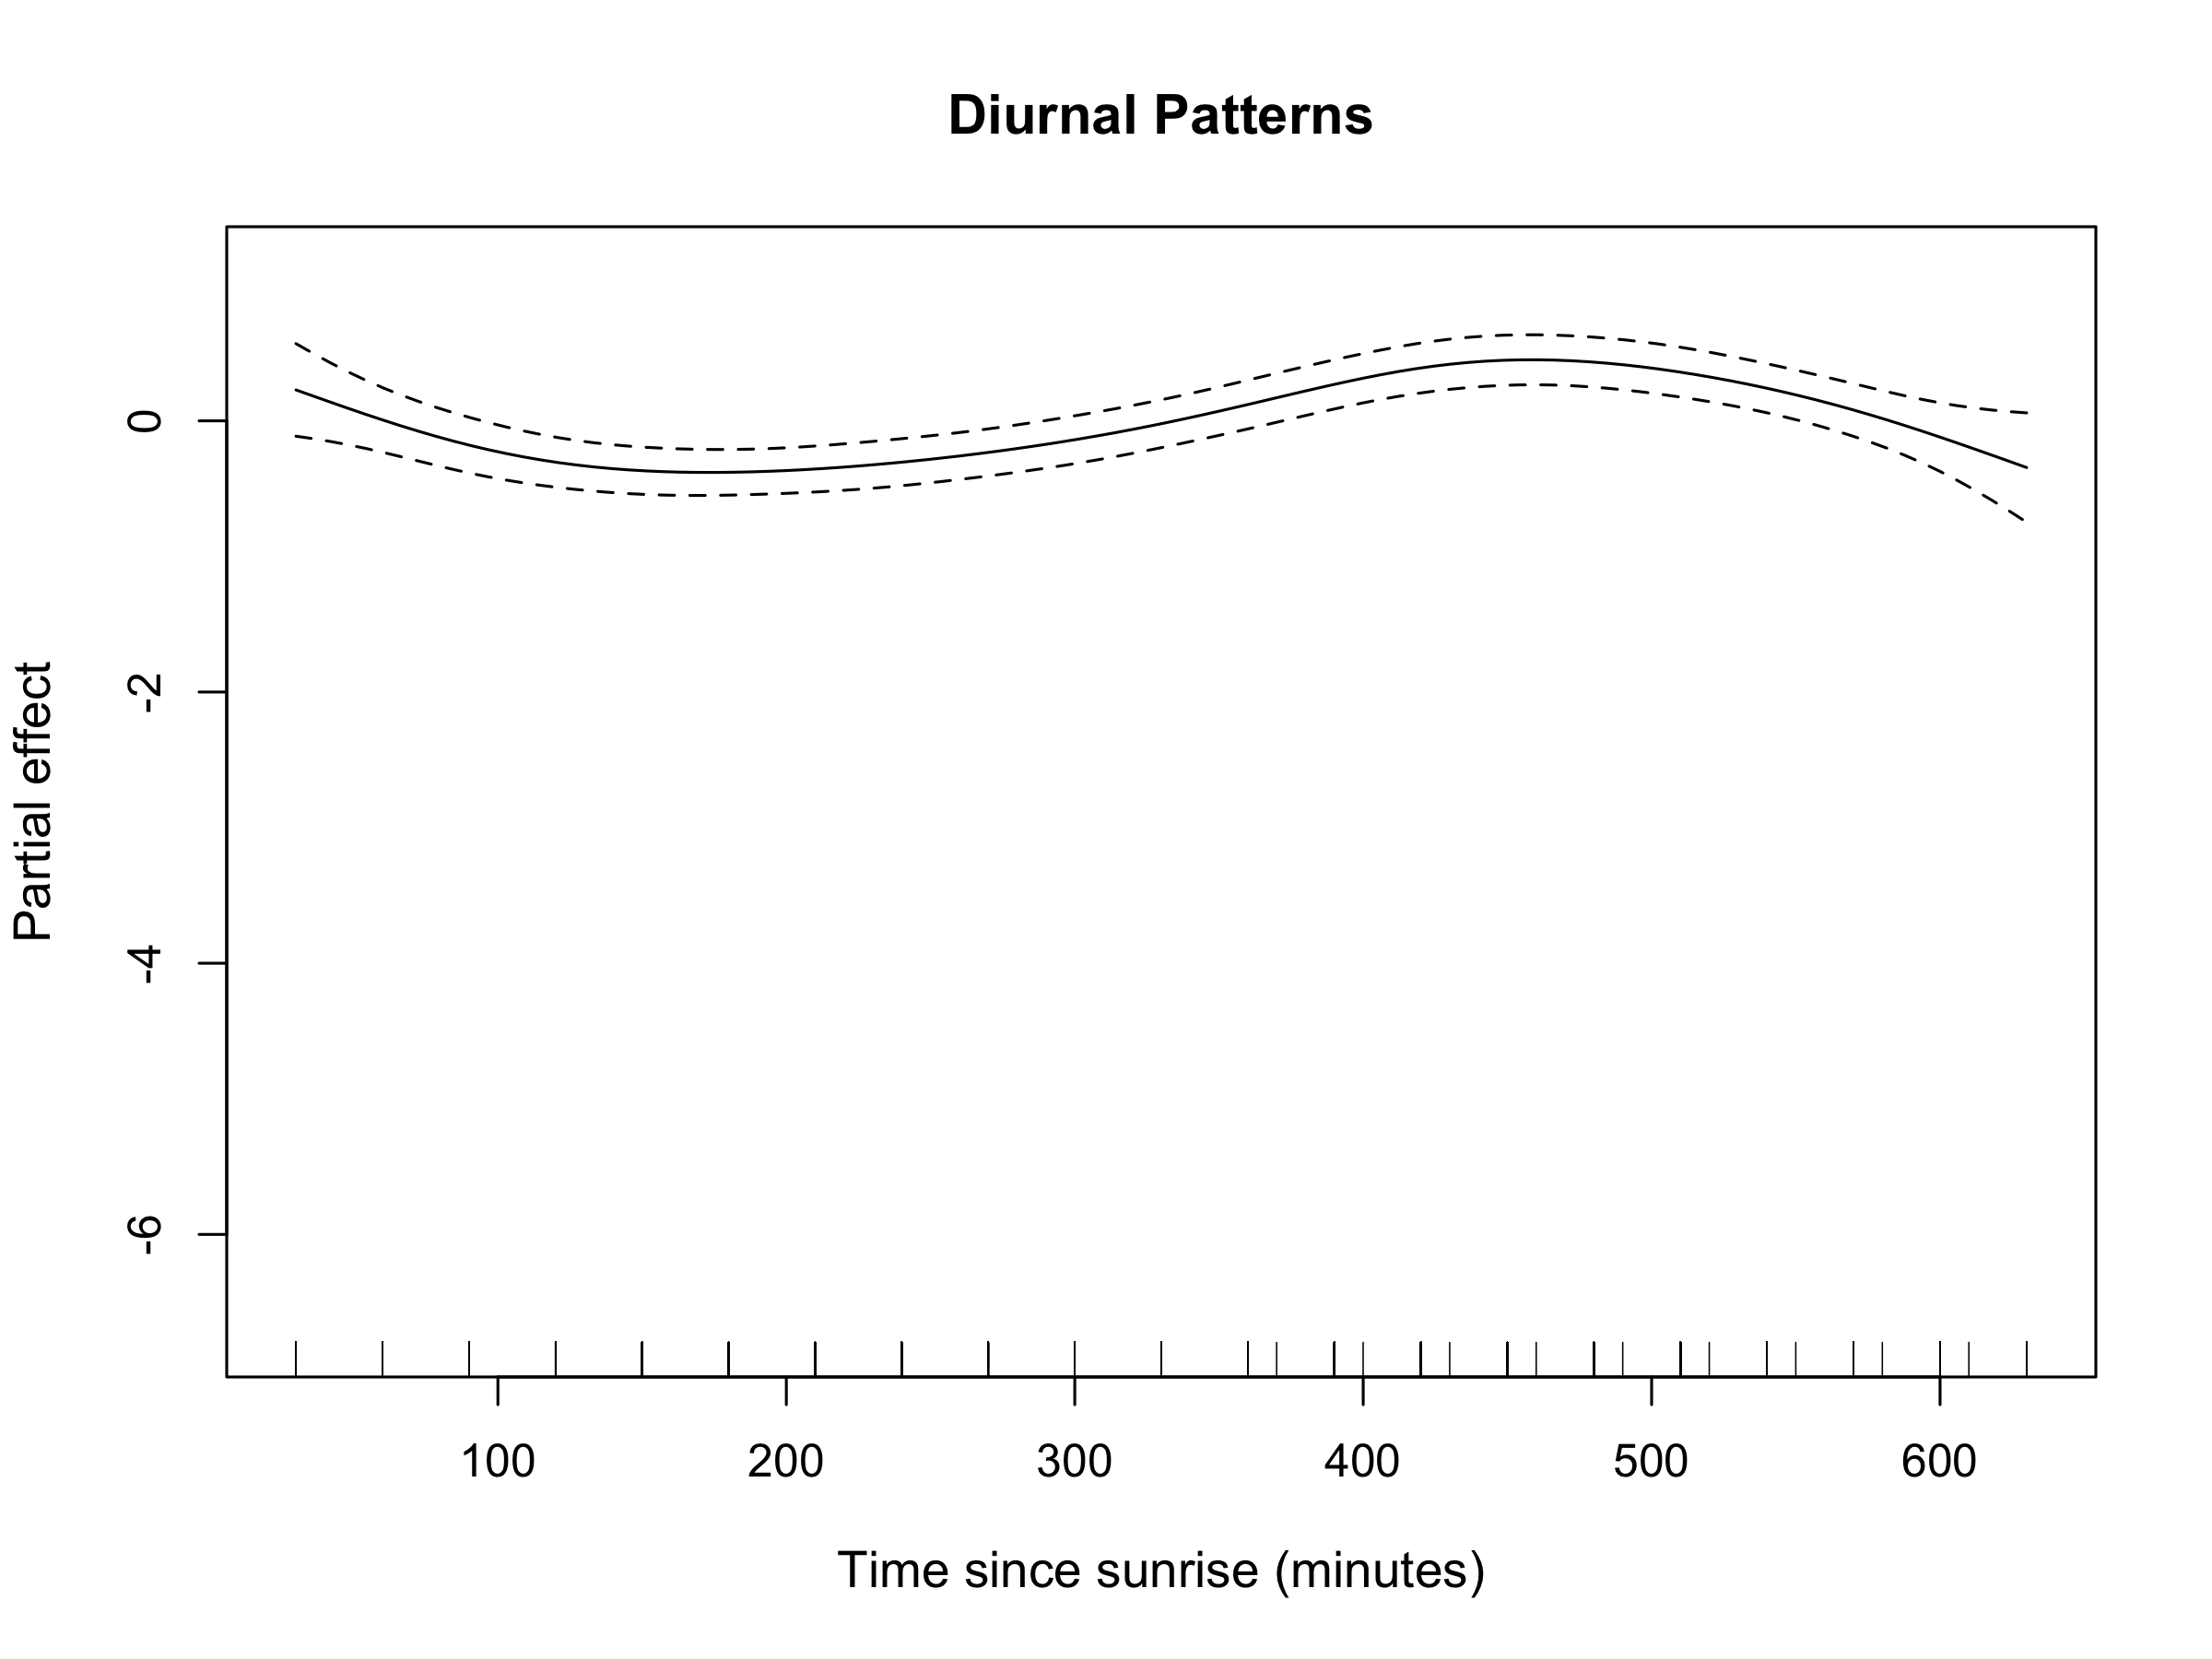 Diurnal Patterns
Partial effect
0
-2
-4
-6
100 200 300 400 500 600
Time since sunrise (minutes)